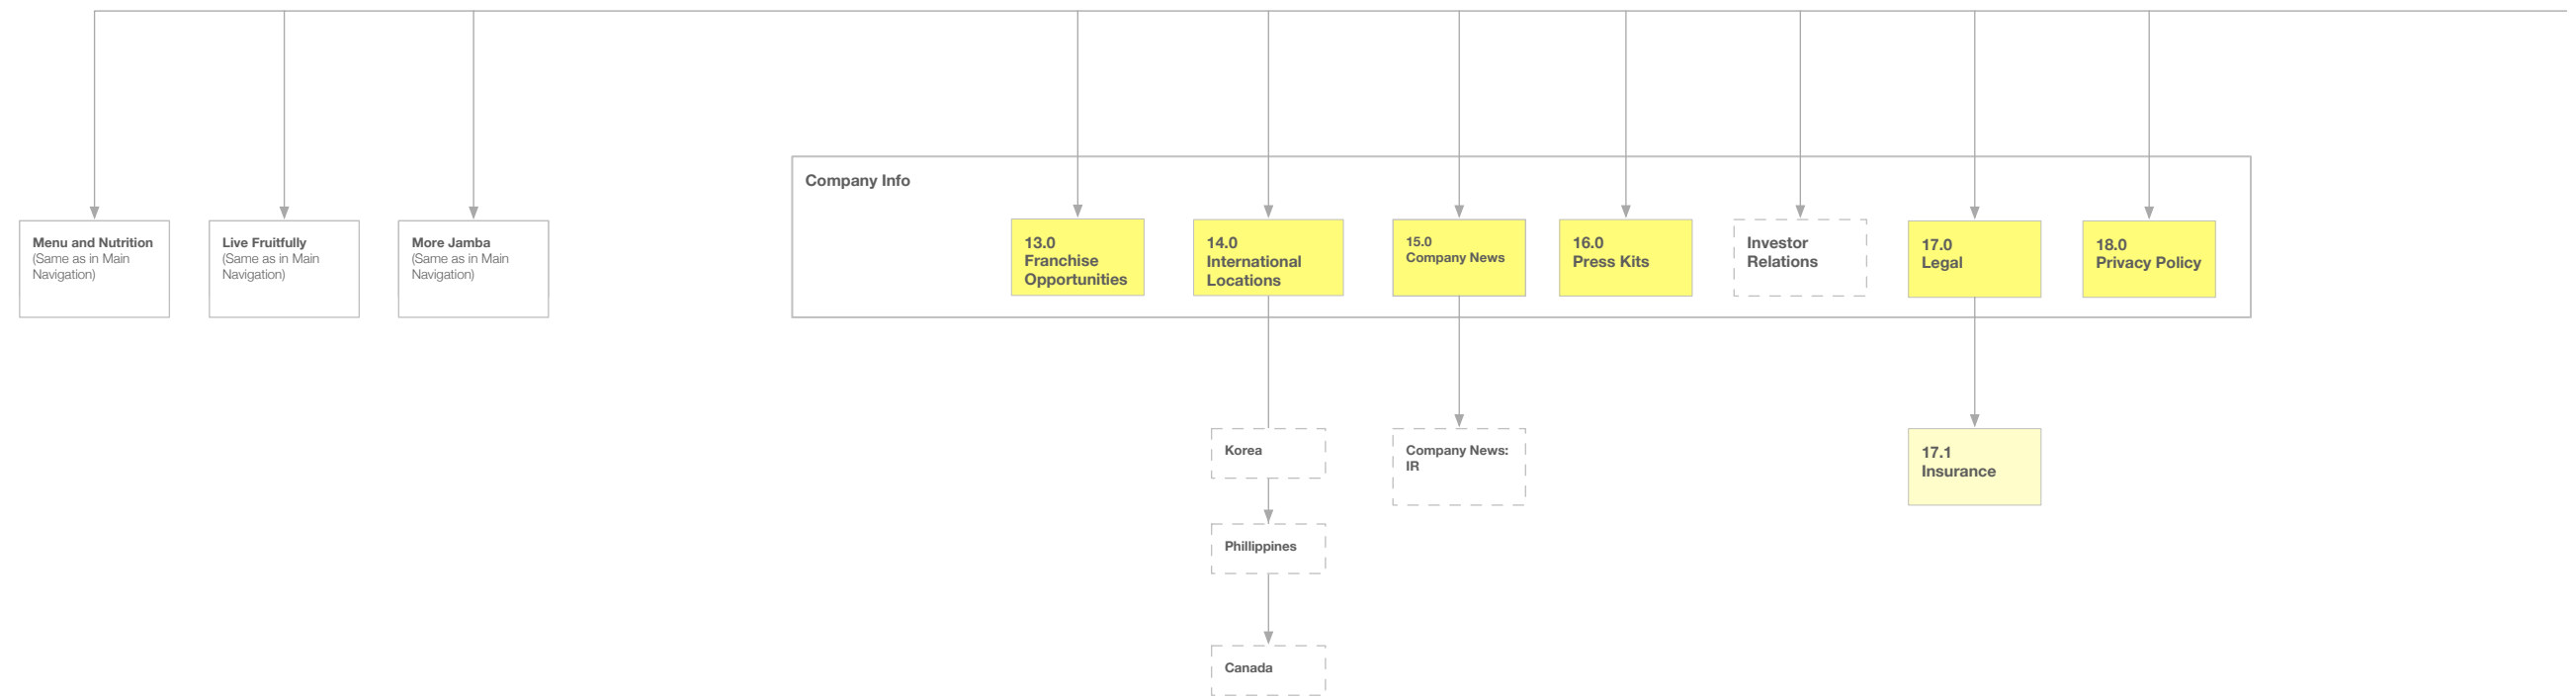 Company Info
Menu and Nutrition
(Same as in Main
Navigation)
Live Fruitfully
(Same as in Main
Navigation)
More Jamba
(Same as in Main
Navigation)
13.0
Franchise
Opportunities
14.0
International
Locations
15.0
Company News
16.0
Press Kits
Investor
Relations
17.0
Legal
18.0
Privacy Policy
Korea
Phillippines
Canada
Company News:
IR
17.1
Insurance